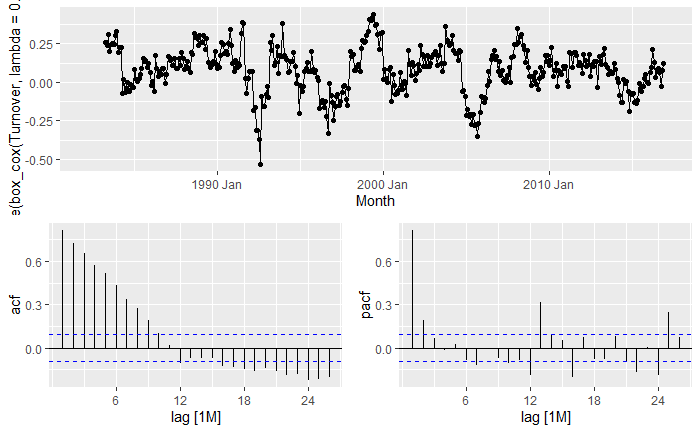 e(box_cox(Turnover, lambda = 0.
0.25
0.00
-0.25
-0.50
1990 Jan
2000 Jan
2010 Jan
Month
acf
0.6
0.3
0.0
6
12
18
24
lag [1M]
pacf
0.6
0.3
0.0
6
12
18
24
lag [1M]